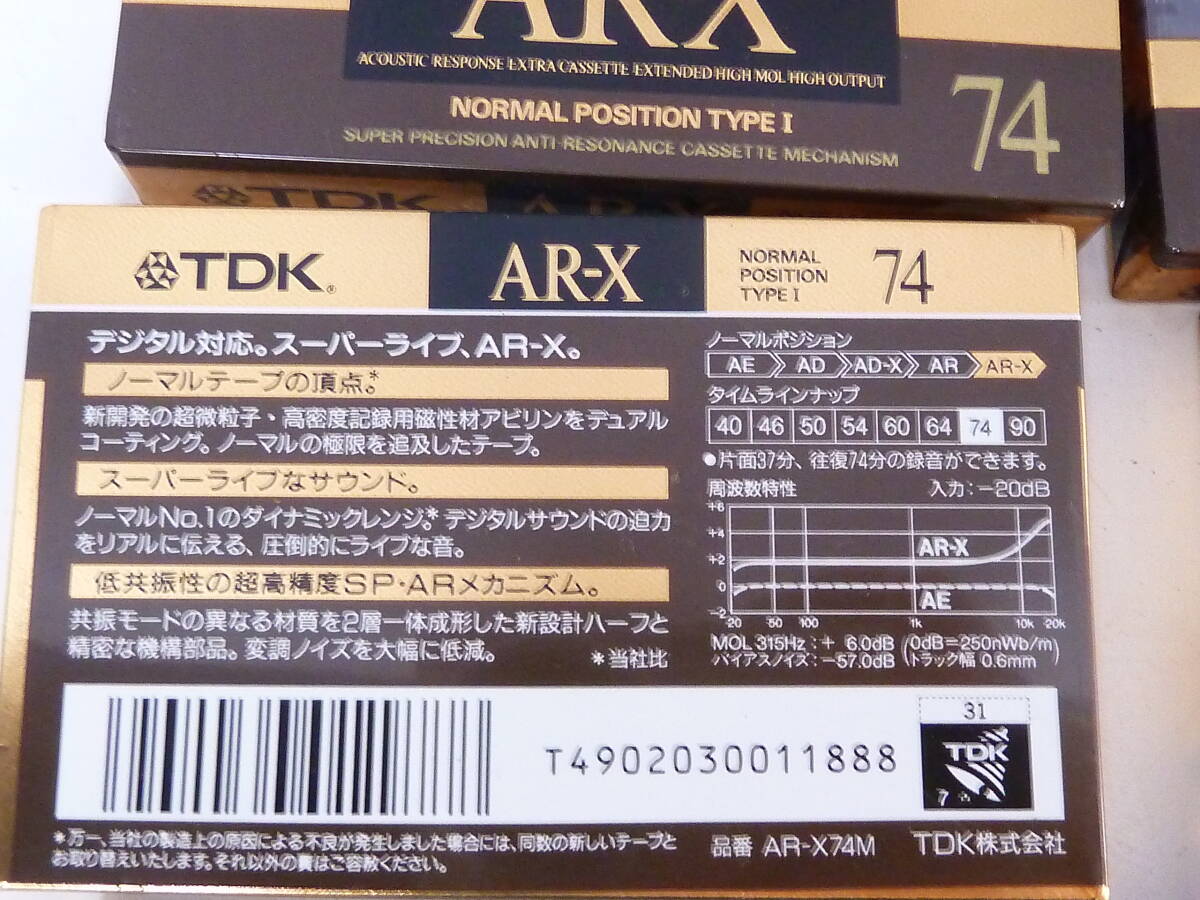 AR-X
ACOUSTIC RESPONSE EXTRA CASSETTE EXTENDED HIGH MOL HIGH OUTPUT
NORMAL POSITION TYPE I
SUPER PRECISION ANTI-RESONANCE CASSETTE MECHANISM
74
TDK AR-X
TDK®
AR-X
NORMAL
POSITION
TYPE I
74
デジタル対応。スーパーライブ、AR-X。
ノーマルテープの頂点。*
新開発の超微粒子・高密度記録用磁性材アビリンをデュアル
コーティング。ノーマルの極限を追及したテープ。
スーパーライブなサウンド。
ノーマルNo.1のダイナミックレンジ。*デジタルサウンドの迫力
をリアルに伝える、圧倒的にライブな音。
低共振性の超高精度SP・ARメカニズム。
共振モードの異なる材質を2層一体成形した新設計ハーフと
精密な機構部品。変調ノイズを大幅に低減。
*当社比
ノーマルポジション
AE AD AD-X AR AR-X
タイムラインナップ
40 46 50 54 60 64 74 90
●片面37分、往復74分の録音ができます。
周波数特性 入力:−20dB
+6
+4
+2
0
−2
AR-X
AE
20 50 100 1k 10k 20k
MOL 315Hz:+ 6.0dB (0dB=250nWb/m)
バイアスノイズ:−57.0dB (トラック幅 0.6mm)
T4902030011888
31
TDK
7
*万一、当社の製造上の原因による不良が発生しました場合には、同数の新しいテープと
お取り替えいたします。それ以外の責はご容赦ください。
品番 AR-X74M
TDK株式会社